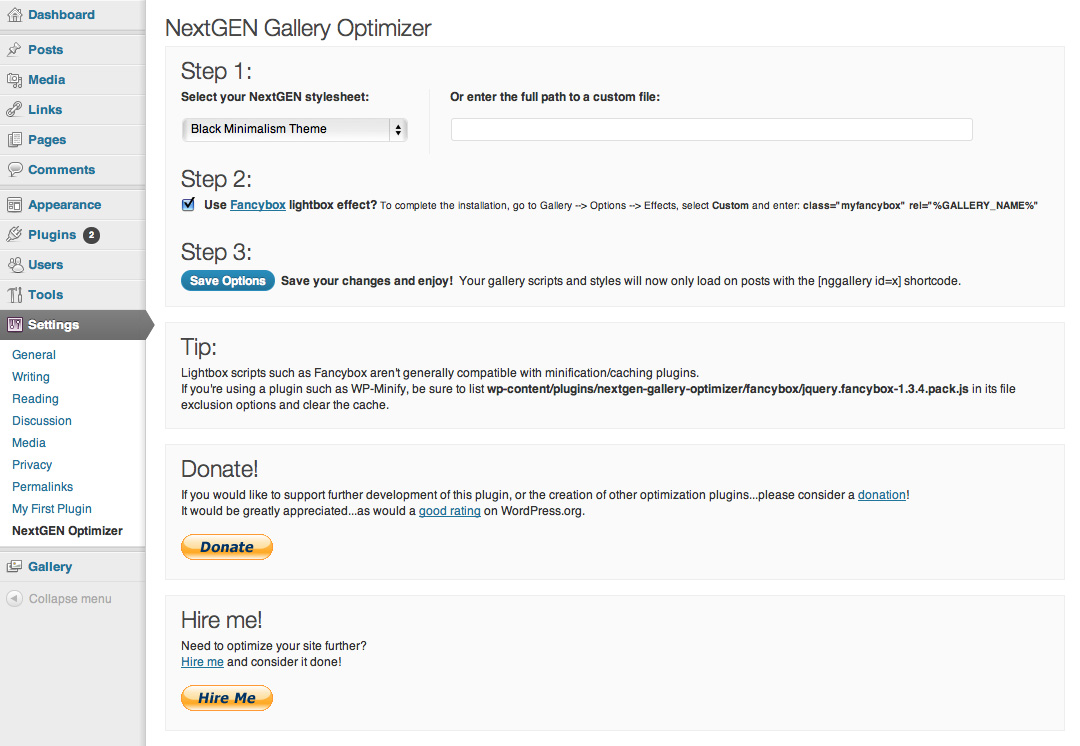 Dashboard
Posts
Media
Links
Pages
Comments
Appearance
Plugins 2
Users
Tools
Settings
General
Writing
Reading
Discussion
Media
Privacy
Permalinks
My First Plugin
NextGEN Optimizer
Gallery
Collapse menu
NextGEN Gallery Optimizer
Step 1:
Select your NextGEN stylesheet:
Black Minimalism Theme
Or enter the full path to a custom file:
Step 2:
Use Fancybox lightbox effect? To complete the installation, go to Gallery --> Options --> Effects, select Custom and enter: class="myfancybox" rel="%GALLERY_NAME%"
Step 3:
Save Options Save your changes and enjoy! Your gallery scripts and styles will now only load on posts with the [nggallery id=x] shortcode.
Tip:
Lightbox scripts such as Fancybox aren't generally compatible with minification/caching plugins.
If you're using a plugin such as WP-Minify, be sure to list wp-content/plugins/nextgen-gallery-optimizer/fancybox/jquery.fancybox-1.3.4.pack.js in its file
exclusion options and clear the cache.
Donate!
If you would like to support further development of this plugin, or the creation of other optimization plugins...please consider a donation!
It would be greatly appreciated...as would a good rating on WordPress.org.
Donate
Hire me!
Need to optimize your site further?
Hire me and consider it done!
Hire Me